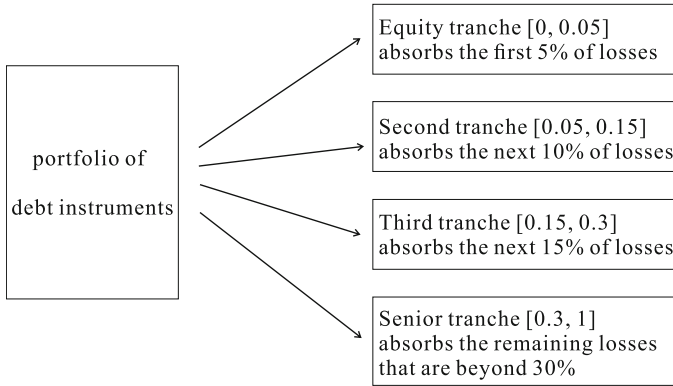 portfolio of
debt instruments
Equity tranche [0, 0.05]
absorbs the first 5% of losses
Second tranche [0.05, 0.15]
absorbs the next 10% of losses
Third tranche [0.15, 0.3]
absorbs the next 15% of losses
Senior tranche [0.3, 1]
absorbs the remaining losses
that are beyond 30%